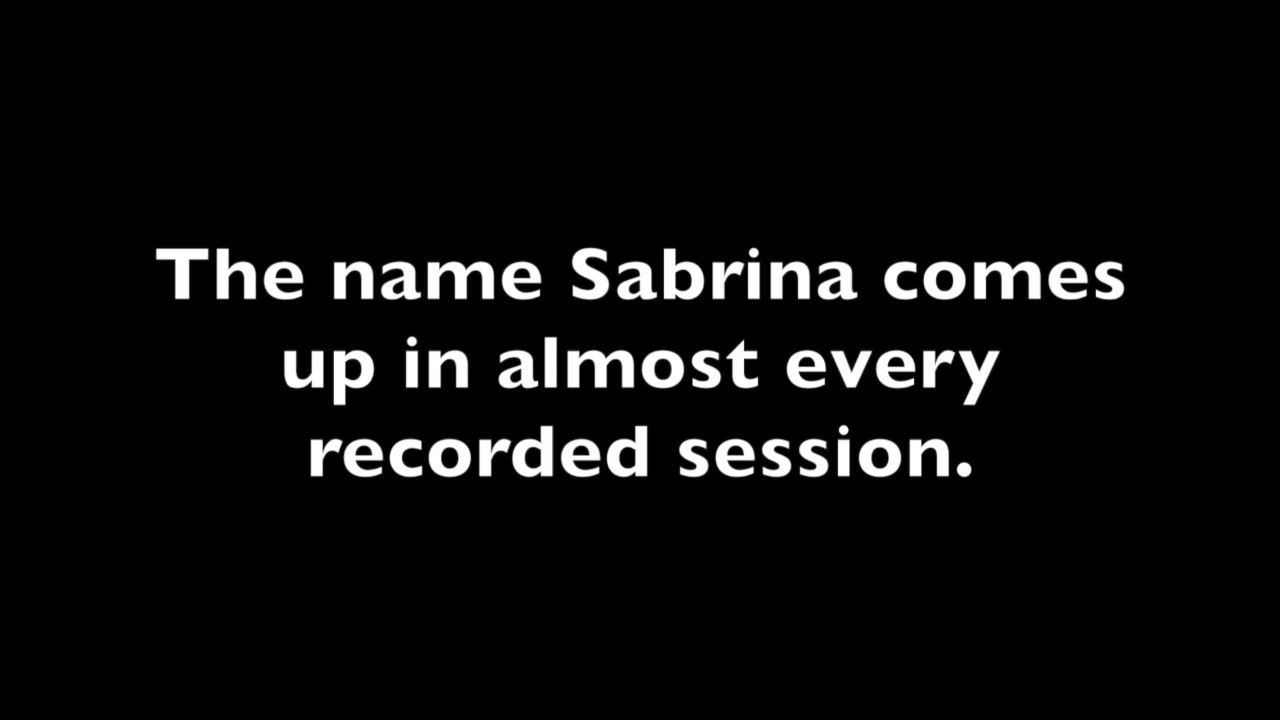 The name Sabrina comes
up in almost every
recorded session.